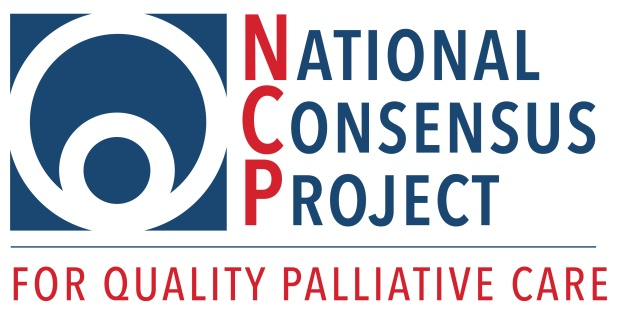 NATIONAL
CONSENSUS
PROJECT
FOR QUALITY PALLIATIVE CARE